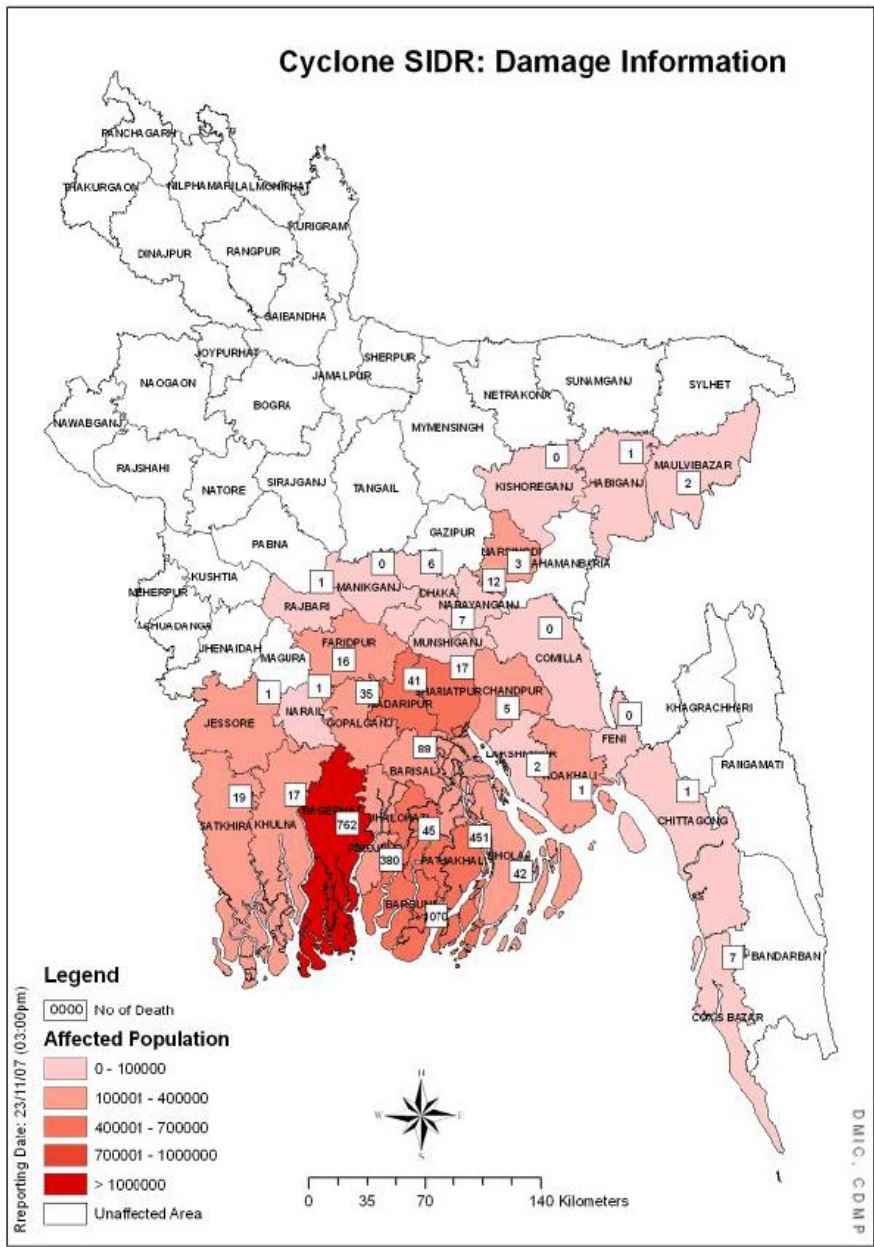 Cyclone SIDR: Damage Information
PANCHAGARH
THAKURGAON
NILPHAMARI
LALMONIRHAT
KURIGRAM
DINAJPUR
RANGPUR
GAIBANDHA
JOYPURHAT
SHERPUR
JAMALPUR
NAOGAON
BOGRA
NETRAKONA
SUNAMGANJ
SYLHET
NAWABGANJ
MYMENSINGH
RAJSHAHI
NATORE
SIRAJGANJ
TANGAIL
0
1
MAULVIBAZAR
KISHOREGANJ
HABIGANJ
2
GAZIPUR
PABNA
NARSINGDI
3
AHAMANBARIA
KUSHTIA
1
0
6
12
MEHERPUR
MANIKGANJ
DHAKA
RAJBARI
NARAYANGANJ
CHUADANGA
7
0
JHENAIDAH
FARIDPUR
MUNSHIGANJ
MAGURA
16
COMILLA
41
17
1
1
35
SHARIATPUR
CHANDPUR
MADARIPUR
KHAGRACHHARI
JESSORE
NARAIL
GOPALGANJ
5
0
FENI
88
BARISAL
2
NOAKHALI
RANGAMATI
19
17
1
1
SATKHIRA
KHULNA
762
CHITTAGONG
45
451
380
PATUAKHALI
BHOLA
42
BARGUNA
1070
7
BANDARBAN
COX'S BAZAR
Legend
0000 No of Death
Affected Population
0 - 100000
100001 - 400000
400001 - 700000
700001 - 1000000
> 1000000
Unaffected Area
Rreporting Date: 23/11/07 (03:00pm)
N
W E
S
0 35 70 140 Kilometers
DMIC, CDMP